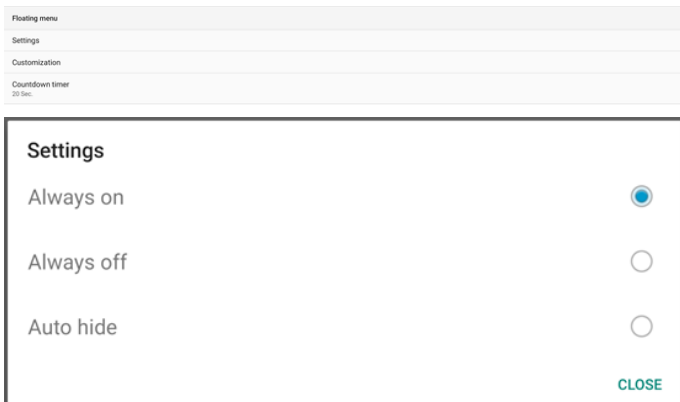 Floating menu
Settings
Customization
Countdown timer
20 Sec.
Settings
Always on
Always off
Auto hide
CLOSE